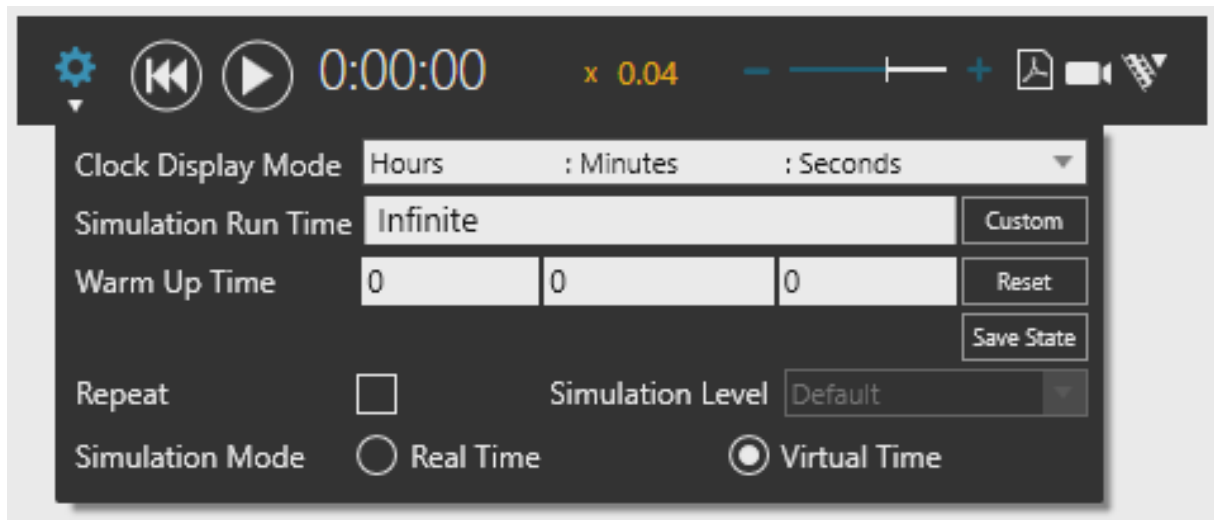 0:00:00 x 0.04
Clock Display Mode Hours : Minutes : Seconds
Simulation Run Time Infinite Custom
Warm Up Time 0 0 0 Reset
Save State
Repeat Simulation Level Default
Simulation Mode Real Time Virtual Time